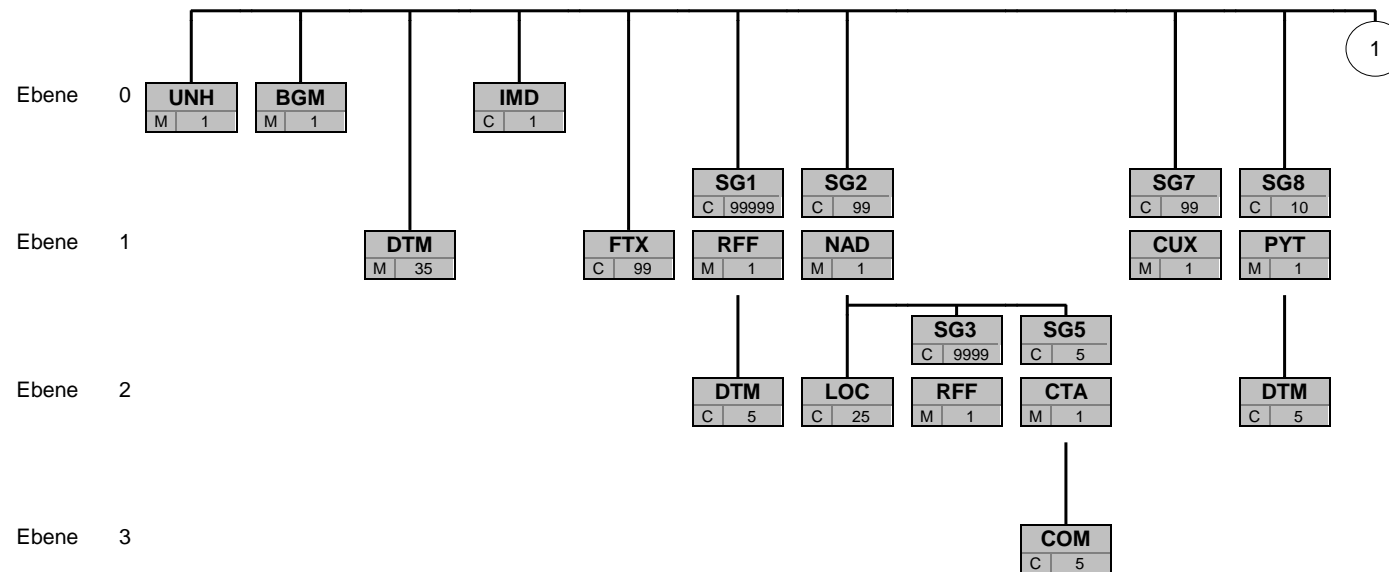 1
Ebene 0 UNH BGM IMD
M 1 M 1 C 1
SG1 SG2 SG7 SG8
C 99999 C 99 C 99 C 10
Ebene 1 DTM FTX RFF NAD CUX PYT
M 35 C 99 M 1 M 1 M 1 M 1
SG3 SG5
C 9999 C 5
Ebene 2 DTM LOC RFF CTA DTM
C 5 C 25 M 1 M 1 C 5
Ebene 3 COM
C 5